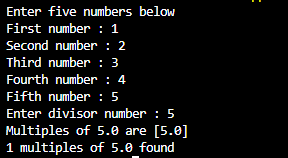 Enter five numbers below
First number : 1
Second number : 2
Third number : 3
Fourth number : 4
Fifth number : 5
Enter divisor number : 5
Multiples of 5.0 are [5.0]
1 multiples of 5.0 found